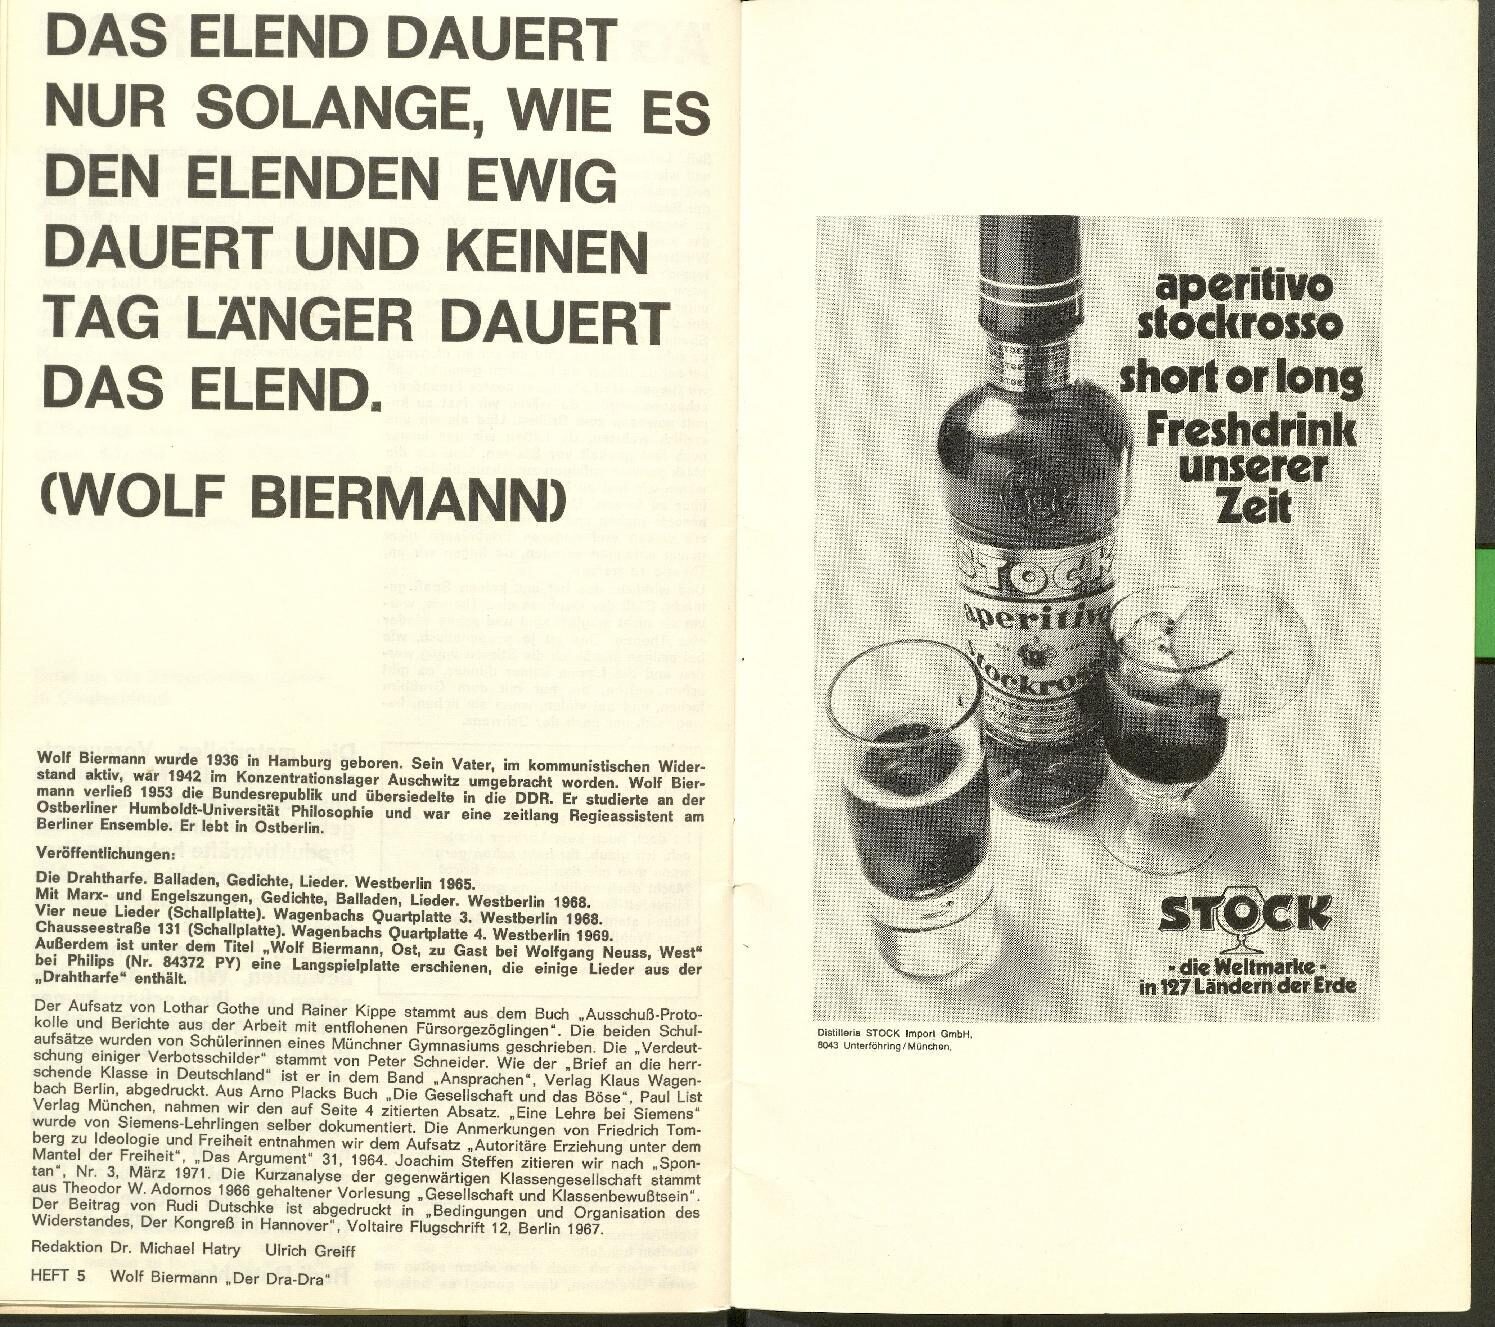 DAS ELEND DAUERT
NUR SOLANGE, WIE ES
DEN ELENDEN EWIG
DAUERT UND KEINEN
TAG LÄNGER DAUERT
DAS ELEND.
(WOLF BIERMANN)
Wolf Biermann wurde 1936 in Hamburg geboren. Sein Vater, im kommunistischen Wider-
stand aktiv, war 1942 im Konzentrationslager Auschwitz umgebracht worden. Wolf Bier-
mann verließ 1953 die Bundesrepublik und übersiedelte in die DDR. Er studierte an der
Ostberliner Humboldt-Universität Philosophie und war eine zeitlang Regieassistent am
Berliner Ensemble. Er lebt in Ostberlin.
Veröffentlichungen:
Die Drahtharfe. Balladen, Gedichte, Lieder. Westberlin 1965.
Mit Marx- und Engelszungen, Gedichte, Balladen, Lieder. Westberlin 1968.
Vier neue Lieder (Schallplatte). Wagenbachs Quartplatte 3. Westberlin 1968.
Chausseestraße 131 (Schallplatte). Wagenbachs Quartplatte 4. Westberlin 1969.
Außerdem ist unter dem Titel „Wolf Biermann, Ost, zu Gast bei Wolfgang Neuss, West“
bei Philips (Nr. 84372 PY) eine Langspielplatte erschienen, die einige Lieder aus der
„Drahtharfe“ enthält.
Der Aufsatz von Lothar Gothe und Rainer Kippe stammt aus dem Buch „Ausschuß-Proto-
kolle und Berichte aus der Arbeit mit entflohenen Fürsorgezöglingen“. Die beiden Schul-
aufsätze wurden von Schülerinnen eines Münchner Gymnasiums geschrieben. Die „Verdeut-
schung einiger Verbotsschilder“ stammt von Peter Schneider. Wie der „Brief an die herr-
schende Klasse in Deutschland“ ist er in dem Band „Ansprachen“, Verlag Klaus Wagen-
bach Berlin, abgedruckt. Aus Arno Placks Buch „Die Gesellschaft und das Böse“, Paul List
Verlag München, nahmen wir den auf Seite 4 zitierten Absatz. „Eine Lehre bei Siemens“
wurde von Siemens-Lehrlingen selber dokumentiert. Die Anmerkungen von Friedrich Tom-
berg zu Ideologie und Freiheit entnahmen wir dem Aufsatz „Autoritäre Erziehung unter dem
Mantel der Freiheit“, „Das Argument“ 31, 1964. Joachim Steffen zitieren wir nach „Spon-
tan“, Nr. 3, März 1971. Die Kurzanalyse der gegenwärtigen Klassengesellschaft stammt
aus Theodor W. Adornos 1966 gehaltener Vorlesung „Gesellschaft und Klassenbewußtsein“.
Der Beitrag von Rudi Dutschke ist abgedruckt in „Bedingungen und Organisation des
Widerstandes, Der Kongreß in Hannover“, Voltaire Flugschrift 12, Berlin 1967.
Redaktion Dr. Michael Hatry Ulrich Greiff
HEFT 5 Wolf Biermann „Der Dra-Dra“
aperitivo
stockrosso
short or long
Freshdrink
unserer
Zeit
STOCK
aperitivo
stockrosso
STOCK
- die Weltmarke -
in 127 Ländern der Erde
Distilleria STOCK Import GmbH,
8043 Unterföhring/München,